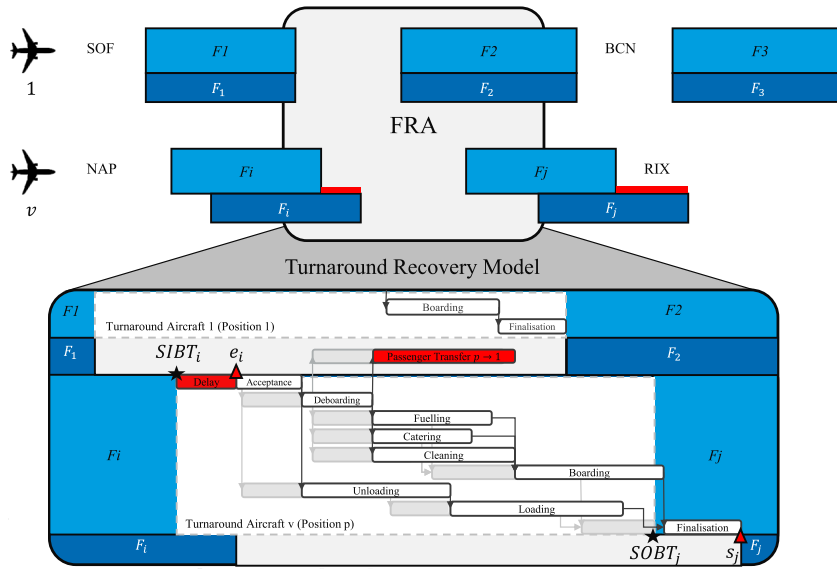 SOF
F1
F2
BCN
F3
1
F₁
F₂
F₃
FRA
NAP
Fi
Fj
RIX
v
Fᵢ
Fⱼ
Turnaround Recovery Model
F1
Boarding
F2
Turnaround Aircraft 1 (Position 1)
Finalisation
F₁
SIBTᵢ
eᵢ
Passenger Transfer p → 1
F₂
Delay
Acceptance
Deboarding
Fuelling
Catering
Fi
Cleaning
Fj
Boarding
Unloading
Loading
Turnaround Aircraft v (Position p)
Finalisation
Fᵢ
SOBTⱼ
sⱼ
Fⱼ